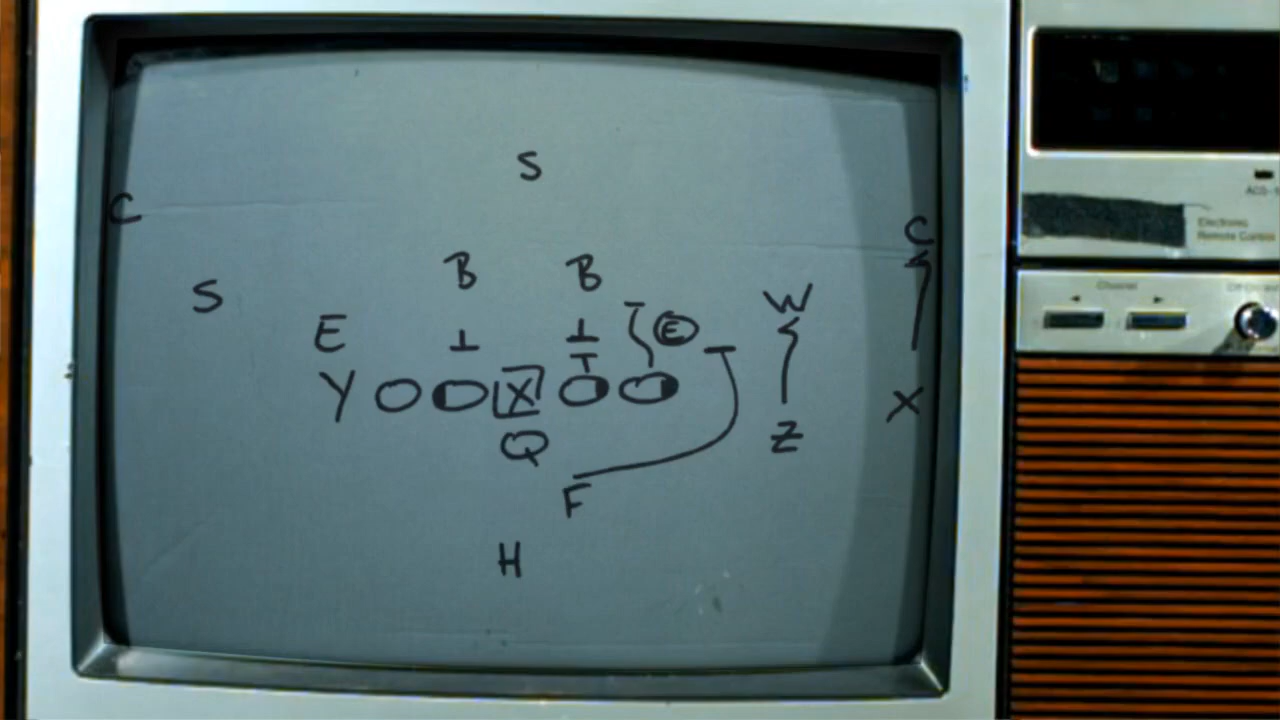 S
C
C
B B
S W
E E
Y X X
Q Z
F
H
Electronic
Remote Control
Channel